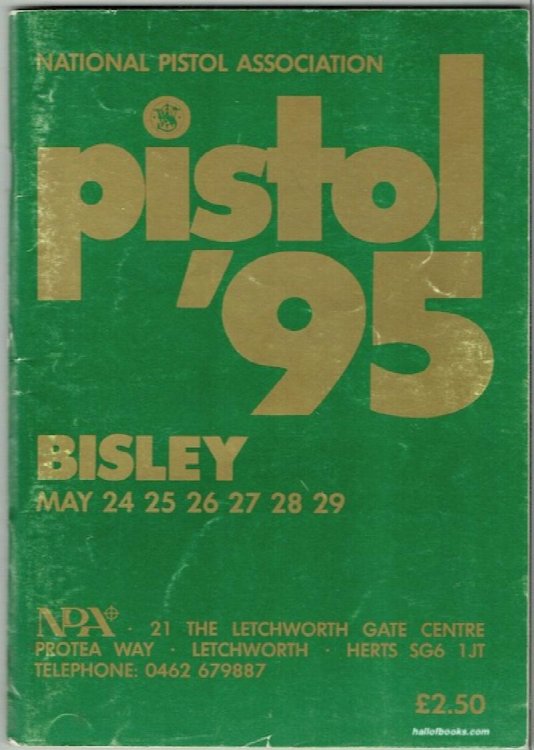 NATIONAL PISTOL ASSOCIATION
pistol
'95
BISLEY
MAY 24 25 26 27 28 29
NPA · 21 THE LETCHWORTH GATE CENTRE
PROTEA WAY · LETCHWORTH · HERTS SG6 1JT
TELEPHONE: 0462 679887
£2.50
hallofbooks.com